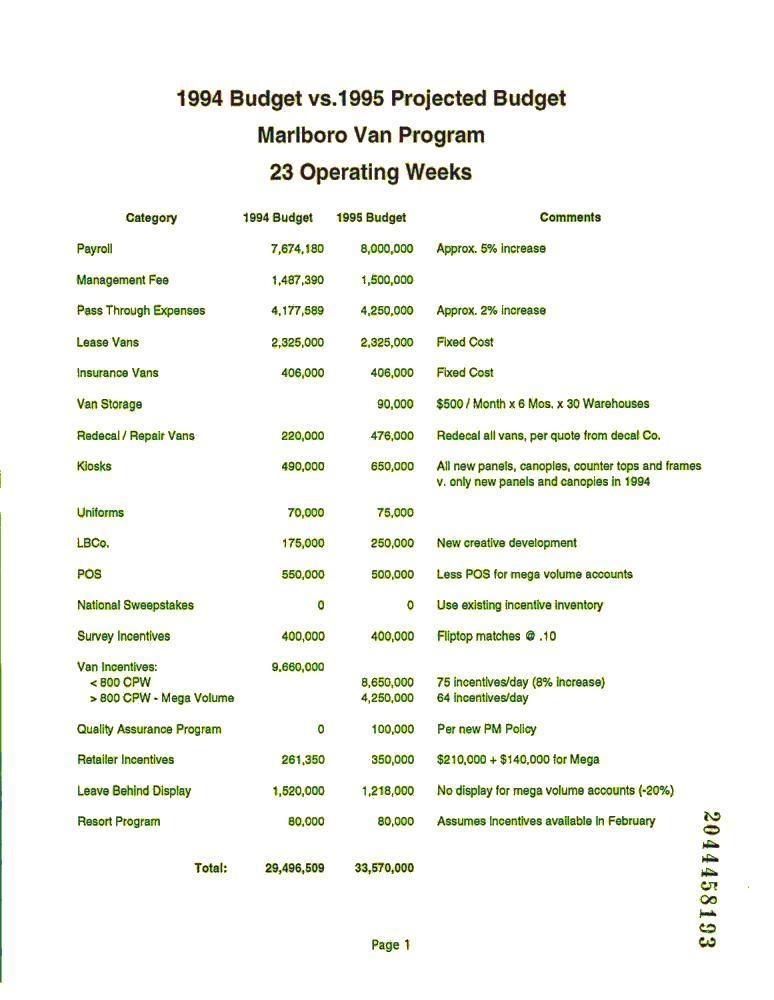 1994 Budget vs.1995 Projected Budget
Marlboro Van Program
23 Operating Weeks
Category 1994 Budget 1995 Budget Comments
Payroll 7,674,180 8,000,000 Approx. 5% increase
Management Fee 1,487,390 1,500,000
Pass Through Expenses 4,177,589 4,250,000 Approx. 2% increase
Lease Vans 2,325,000 2,325,000 Fixed Cost
Insurance Vans 406,000 406,000 Fixed Cost
Van Storage 90,000 $500 / Month x 6 Mos. x 30 Warehouses
Redecal / Repair Vans 220,000 476,000 Redecal all vans, per quote from decal Co.
Kiosks 490,000 650,000 All new panels, canopies, counter tops and frames
v. only new panels and canopies in 1994
Uniforms 70,000 75,000
LBCo. 175,000 250,000 New creative development
POS 550,000 500,000 Less POS for mega volume accounts
National Sweepstakes 0 0 Use existing incentive inventory
Survey Incentives 400,000 400,000 Fliptop matches @ .10
Van Incentives: 9,660,000
< 800 CPW 8,650,000 75 incentives/day (8% increase)
> 800 CPW - Mega Volume 4,250,000 64 incentives/day
Quality Assurance Program 0 100,000 Per new PM Policy
Retailer Incentives 261,350 350,000 $210,000 + $140,000 for Mega
Leave Behind Display 1,520,000 1,218,000 No display for mega volume accounts (-20%)
Resort Program 80,000 80,000 Assumes Incentives available in February
Total: 29,496,509 33,570,000
Page 1
2044458193